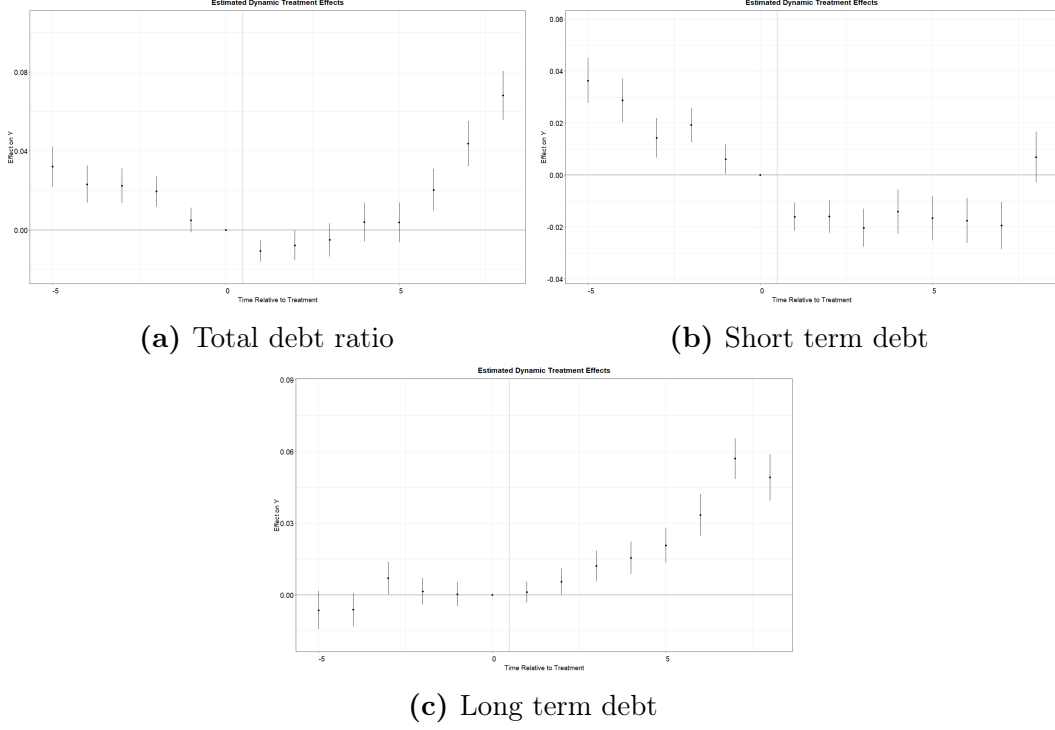 Estimated Dynamic Treatment Effects
0.08
0.04
0.00
Effect on Y
-5
0
5
Time Relative to Treatment
(a) Total debt ratio
Estimated Dynamic Treatment Effects
0.06
0.04
0.02
0.00
-0.02
-0.04
Effect on Y
-5
0
5
Time Relative to Treatment
(b) Short term debt
Estimated Dynamic Treatment Effects
0.09
0.06
0.03
0.00
Effect on Y
-5
0
5
Time Relative to Treatment
(c) Long term debt